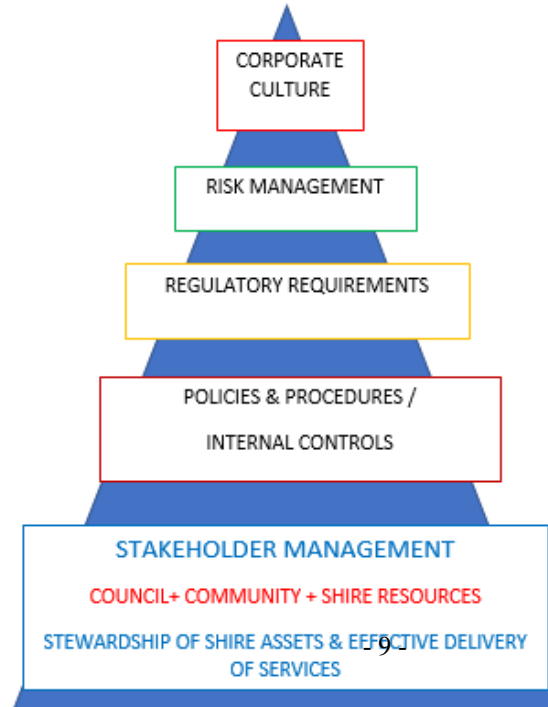 CORPORATE
CULTURE
RISK MANAGEMENT
REGULATORY REQUIREMENTS
POLICIES & PROCEDURES /
INTERNAL CONTROLS
STAKEHOLDER MANAGEMENT
COUNCIL+ COMMUNITY + SHIRE RESOURCES
STEWARDSHIP OF SHIRE ASSETS & EFFECTIVE DELIVERY
- 9 -
OF SERVICES